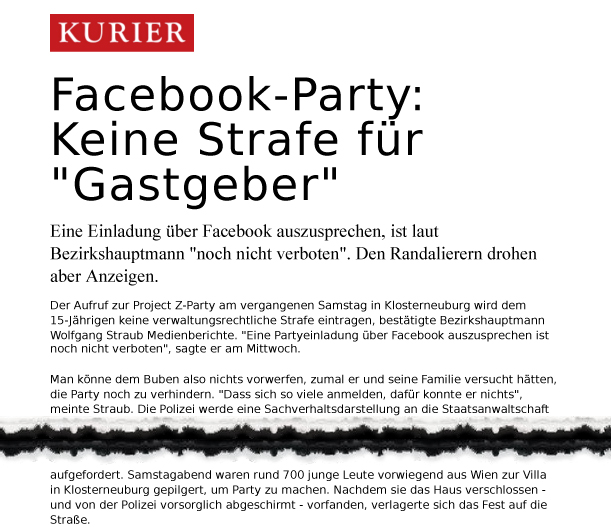 KURIER
Facebook-Party:
Keine Strafe für
"Gastgeber"
Eine Einladung über Facebook auszusprechen, ist laut
Bezirkshauptmann "noch nicht verboten". Den Randalierern drohen
aber Anzeigen.
Der Aufruf zur Project Z-Party am vergangenen Samstag in Klosterneuburg wird dem
15-Jährigen keine verwaltungsrechtliche Strafe eintragen, bestätigte Bezirkshauptmann
Wolfgang Straub Medienberichte. "Eine Partyeinladung über Facebook auszusprechen ist
noch nicht verboten", sagte er am Mittwoch.
Man könne dem Buben also nichts vorwerfen, zumal er und seine Familie versucht hätten,
die Party noch zu verhindern. "Dass sich so viele anmelden, dafür konnte er nichts",
meinte Straub. Die Polizei werde eine Sachverhaltsdarstellung an die Staatsanwaltschaft
aufgefordert. Samstagabend waren rund 700 junge Leute vorwiegend aus Wien zur Villa
in Klosterneuburg gepilgert, um Party zu machen. Nachdem sie das Haus verschlossen -
und von der Polizei vorsorglich abgeschirmt - vorfanden, verlagerte sich das Fest auf die
Straße.